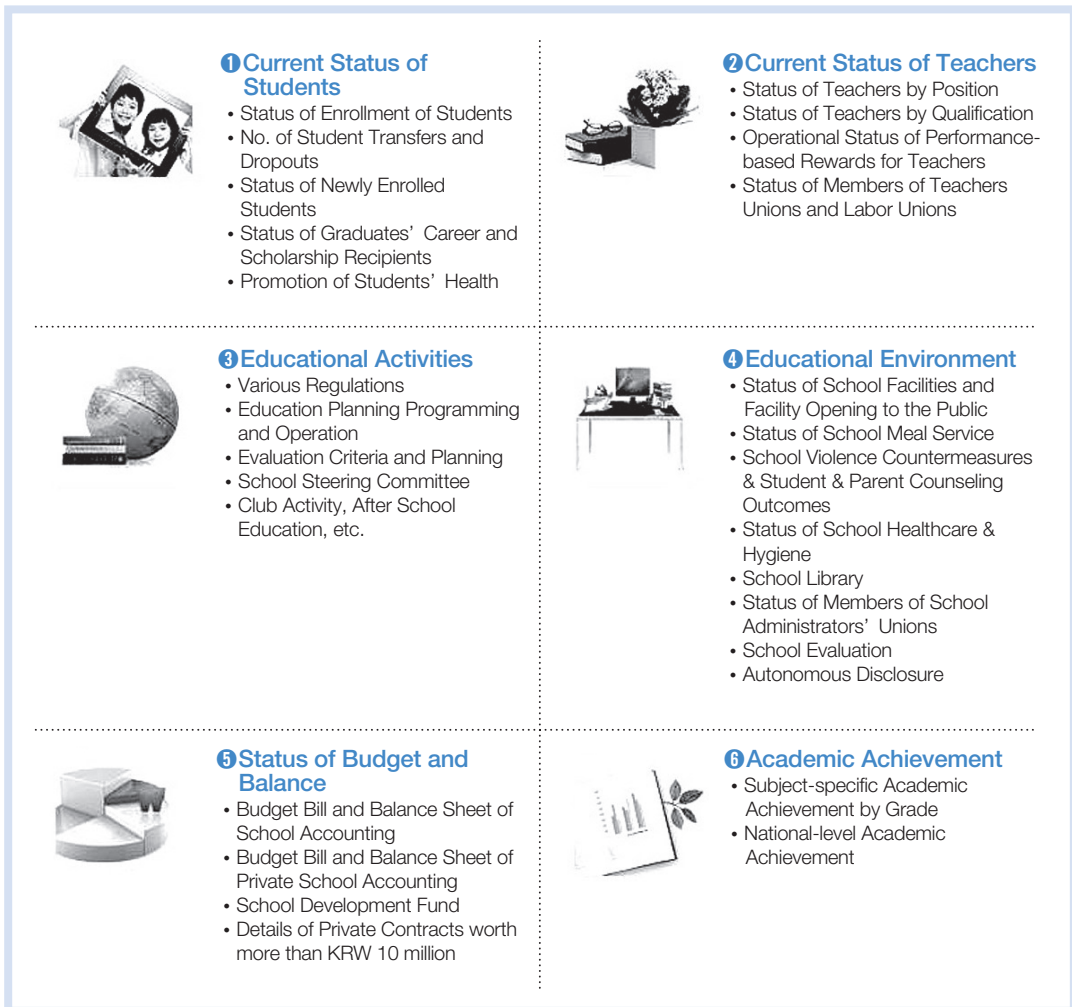 ❶Current Status of
Students
• Status of Enrollment of Students
• No. of Student Transfers and
Dropouts
• Status of Newly Enrolled
Students
• Status of Graduates’ Career and
Scholarship Recipients
• Promotion of Students’ Health
❷Current Status of Teachers
• Status of Teachers by Position
• Status of Teachers by Qualification
• Operational Status of Performance-
based Rewards for Teachers
• Status of Members of Teachers
Unions and Labor Unions
❸Educational Activities
• Various Regulations
• Education Planning Programming
and Operation
• Evaluation Criteria and Planning
• School Steering Committee
• Club Activity, After School
Education, etc.
❹Educational Environment
• Status of School Facilities and
Facility Opening to the Public
• Status of School Meal Service
• School Violence Countermeasures
& Student & Parent Counseling
Outcomes
• Status of School Healthcare &
Hygiene
• School Library
• Status of Members of School
Administrators’ Unions
• School Evaluation
• Autonomous Disclosure
❺Status of Budget and
Balance
• Budget Bill and Balance Sheet of
School Accounting
• Budget Bill and Balance Sheet of
Private School Accounting
• School Development Fund
• Details of Private Contracts worth
more than KRW 10 million
❻Academic Achievement
• Subject-specific Academic
Achievement by Grade
• National-level Academic
Achievement